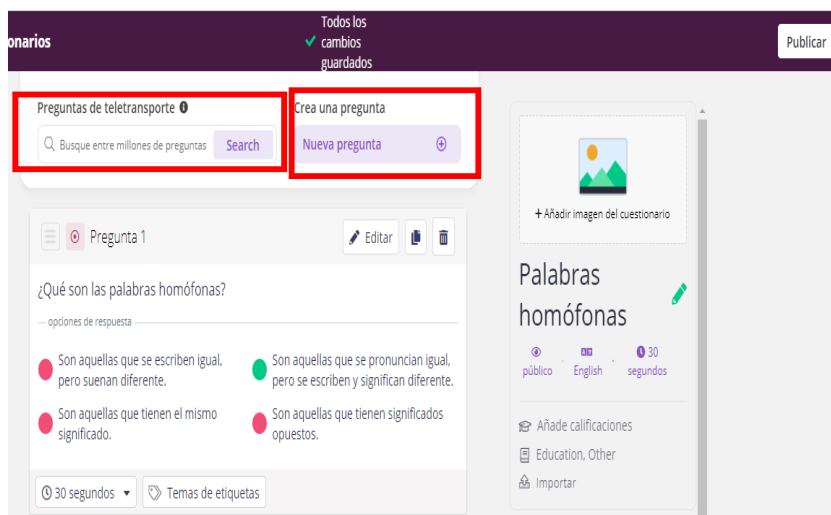 onarios
Todos los
cambios
guardados
Publicar
Preguntas de teletransporte
Busque entre millones de preguntas
Search
Crea una pregunta
Nueva pregunta
Pregunta 1
Editar
¿Qué son las palabras homófonas?
opciones de respuesta
Son aquellas que se escriben igual,
pero suenan diferente.
Son aquellas que se pronuncian igual,
pero se escriben y significan diferente.
Son aquellas que tienen el mismo
significado.
Son aquellas que tienen significados
opuestos.
30 segundos
Temas de etiquetas
+ Añadir imagen del cuestionario
Palabras
homófonas
público
English
30
segundos
Añade calificaciones
Education, Other
Importar